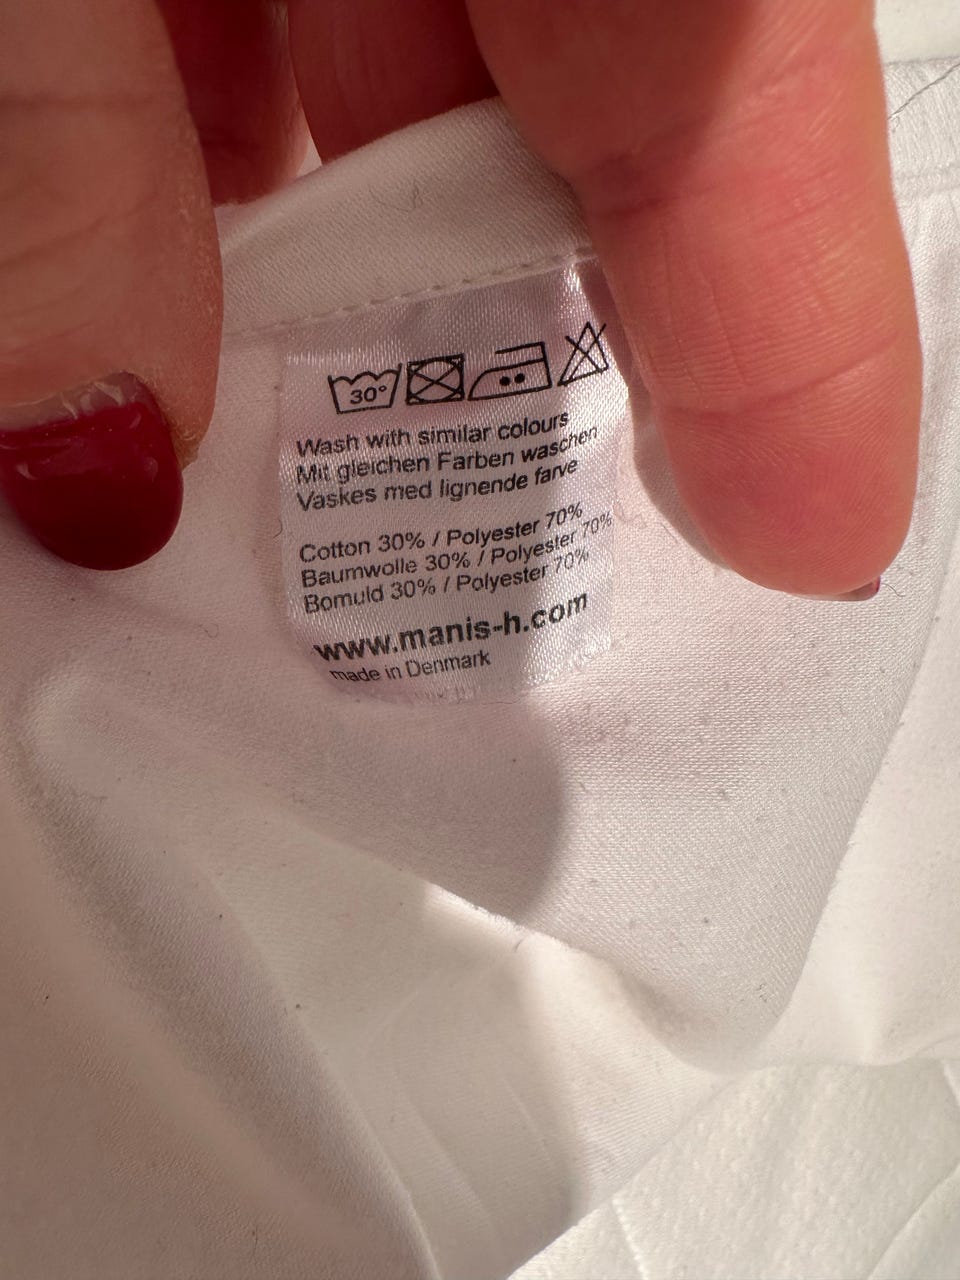 30°
Wash with similar colours
Mit gleichen Farben waschen
Vaskes med lignende farve
Cotton 30% / Polyester 70%
Baumwolle 30% / Polyester 70%
Bomuld 30% / Polyester 70%
www.manis-h.com
made in Denmark